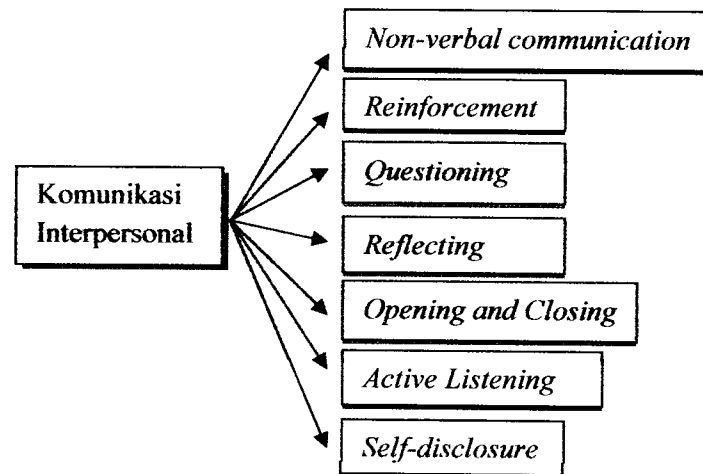 Non-verbal communication
Reinforcement
Questioning
Komunikasi
Interpersonal
Reflecting
Opening and Closing
Active Listening
Self-disclosure